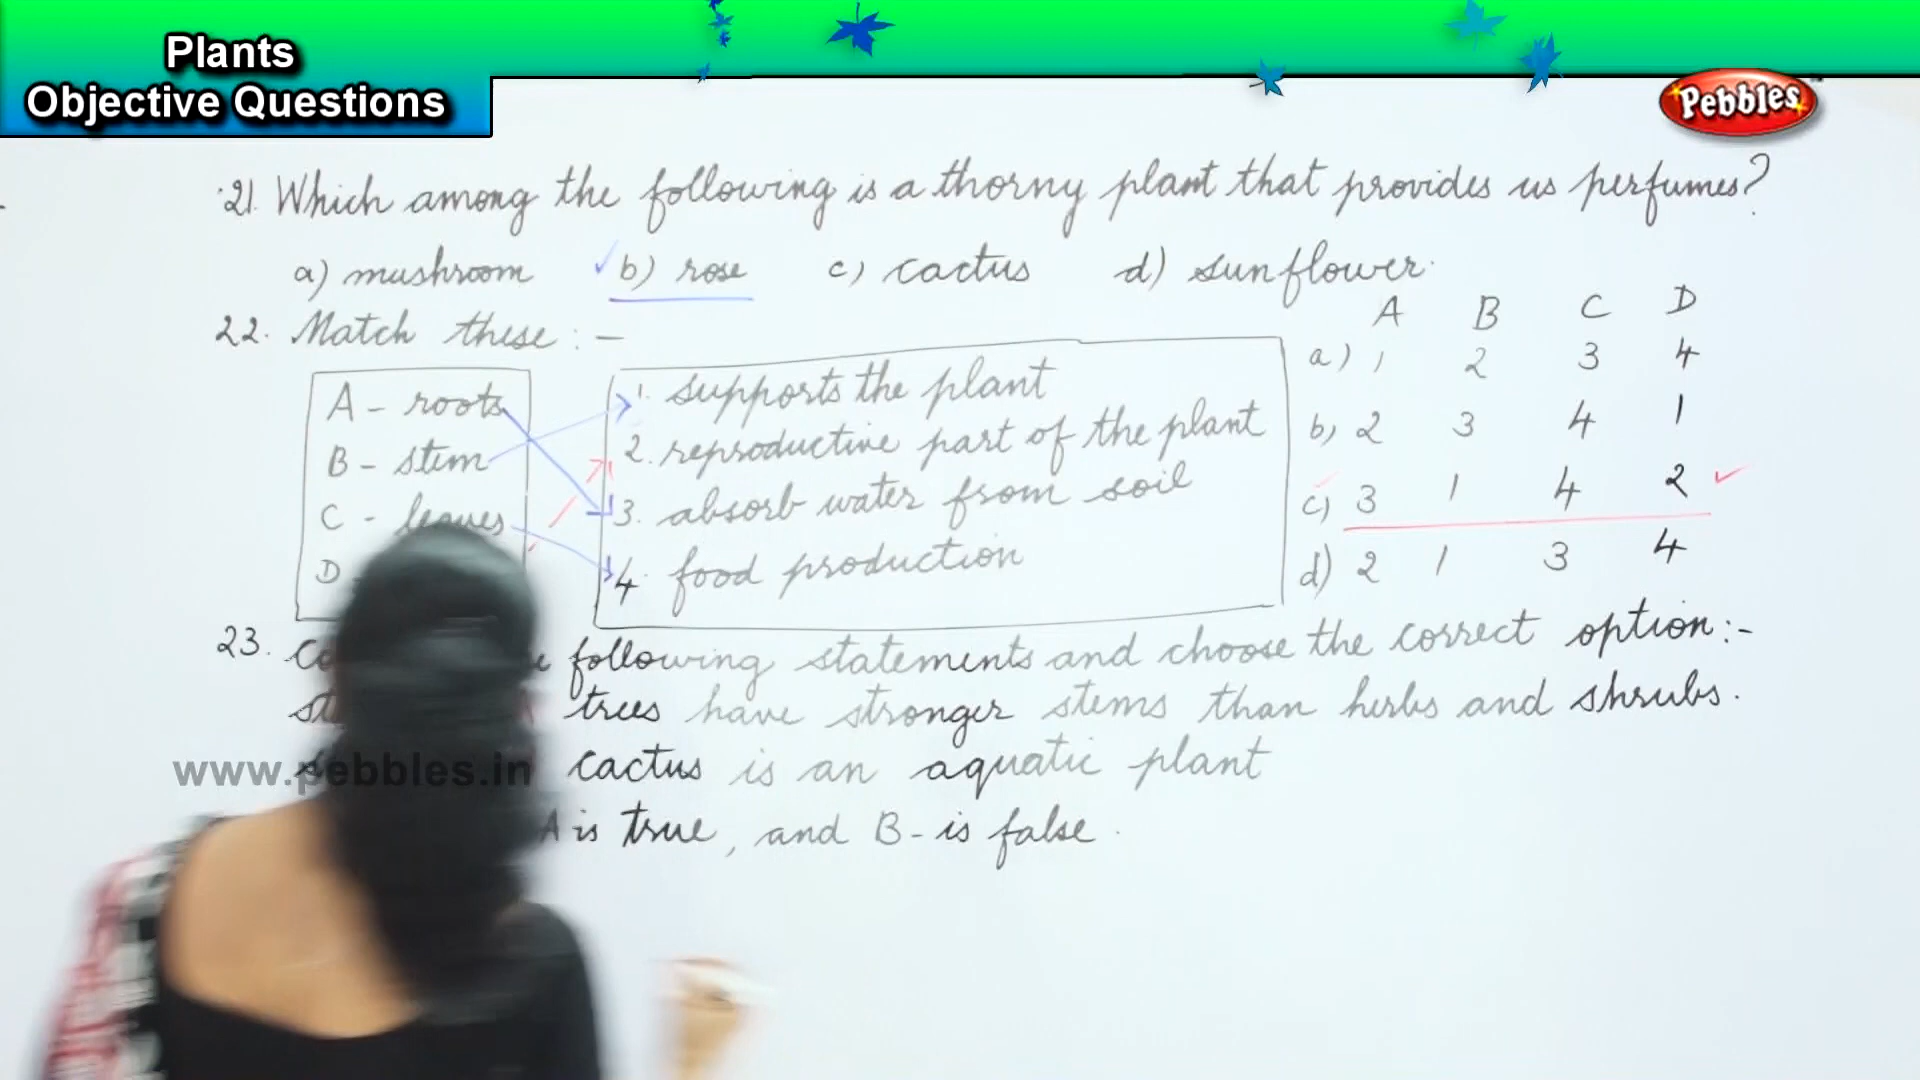 Plants
Objective Questions
Pebbles
21. Which among the following is a thorny plant that provides us perfumes?
a) mushroom b) rose c) cactus d) sunflower
22. Match these :-
A - roots
B - stem
C - leaves
D -
1. supports the plant
2. reproductive part of the plant
3. absorb water from soil
4. food production
A B C D
a) 1 2 3 4
b) 2 3 4 1
c) 3 1 4 2
d) 2 1 3 4
23. following statements and choose the correct option:-
trees have stronger stems than herbs and shrubs.
cactus is an aquatic plant
A is true, and B - is false.
www.pebbles.in